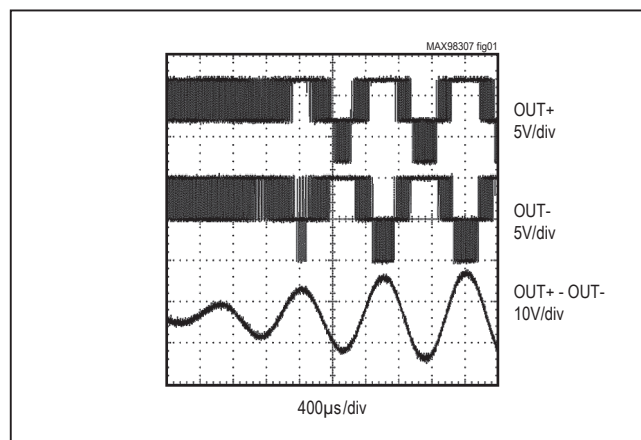 MAX98307 fig01
OUT+
5V/div
OUT-
5V/div
OUT+ - OUT-
10V/div
400µs/div